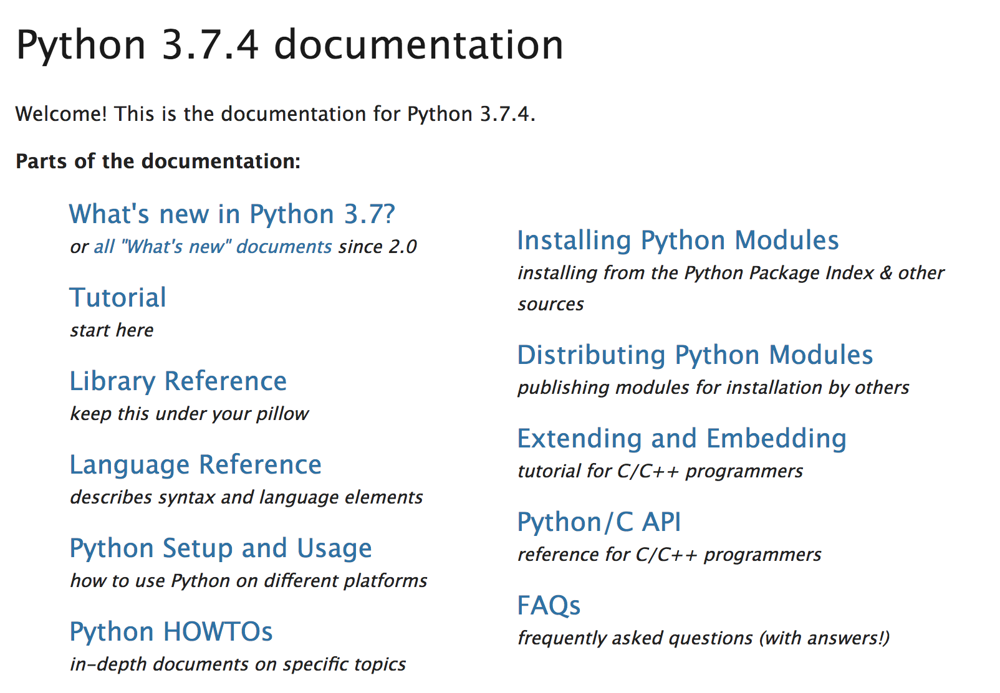 Python 3.7.4 documentation
Welcome! This is the documentation for Python 3.7.4.
Parts of the documentation:
What's new in Python 3.7?
or all "What's new" documents since 2.0
Tutorial
start here
Library Reference
keep this under your pillow
Language Reference
describes syntax and language elements
Python Setup and Usage
how to use Python on different platforms
Python HOWTOs
in-depth documents on specific topics
Installing Python Modules
installing from the Python Package Index & other
sources
Distributing Python Modules
publishing modules for installation by others
Extending and Embedding
tutorial for C/C++ programmers
Python/C API
reference for C/C++ programmers
FAQs
frequently asked questions (with answers!)